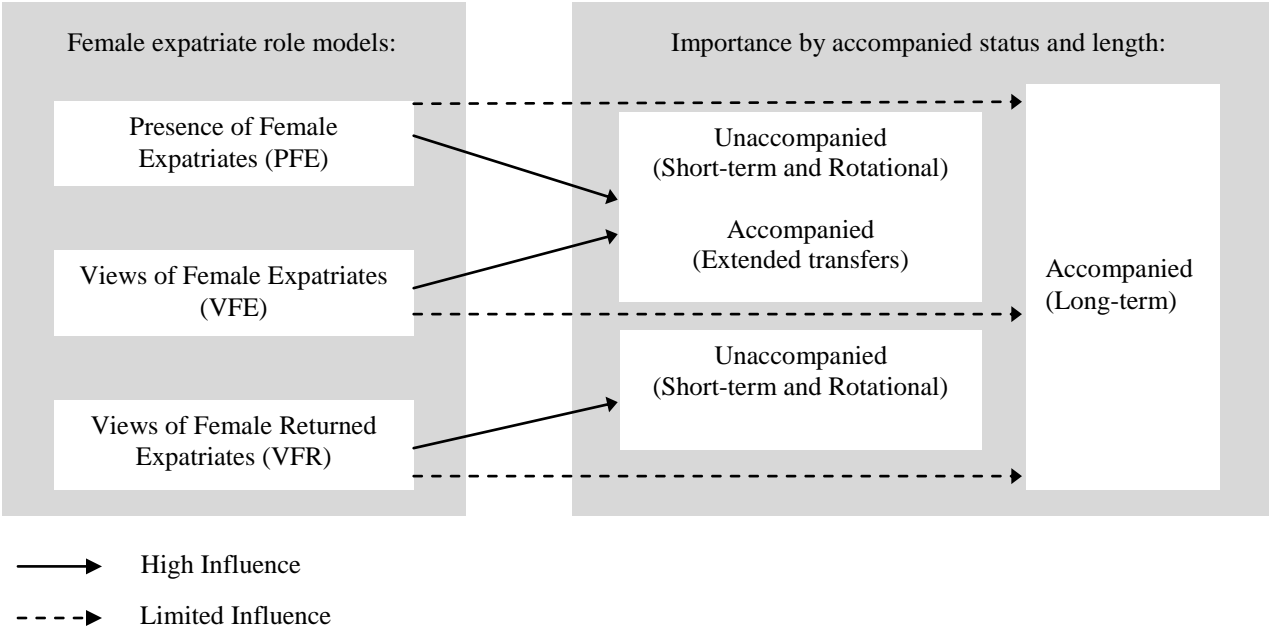 Female expatriate role models:
Presence of Female
Expatriates (PFE)
Views of Female Expatriates
(VFE)
Views of Female Returned
Expatriates (VFR)
Importance by accompanied status and length:
Unaccompanied
(Short-term and Rotational)
Accompanied
(Extended transfers)
Unaccompanied
(Short-term and Rotational)
Accompanied
(Long-term)
High Influence
Limited Influence